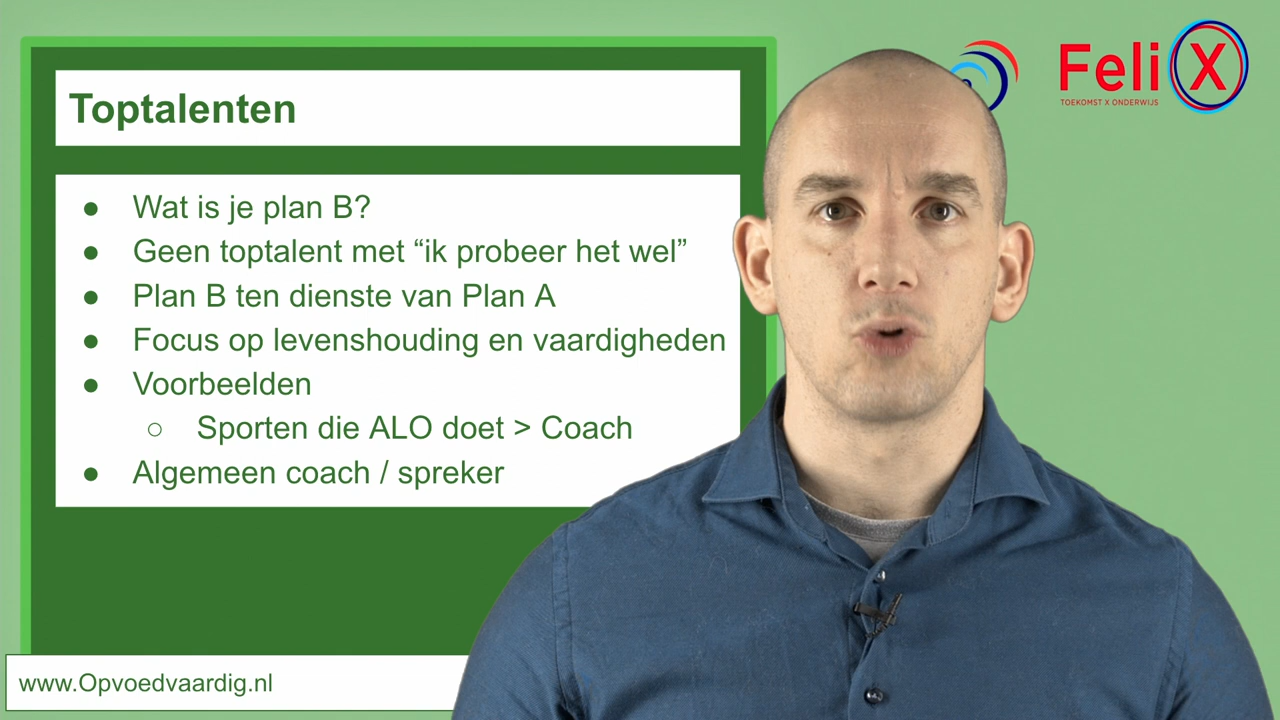 Toptalenten
● Wat is je plan B?
● Geen toptalent met “ik probeer het wel”
● Plan B ten dienste van Plan A
● Focus op levenshouding en vaardigheden
● Voorbeelden
○ Sporten die ALO doet > Coach
● Algemeen coach / spreker
www.Opvoedvaardig.nl
FeliX
TOEKOMST X ONDERWIJS